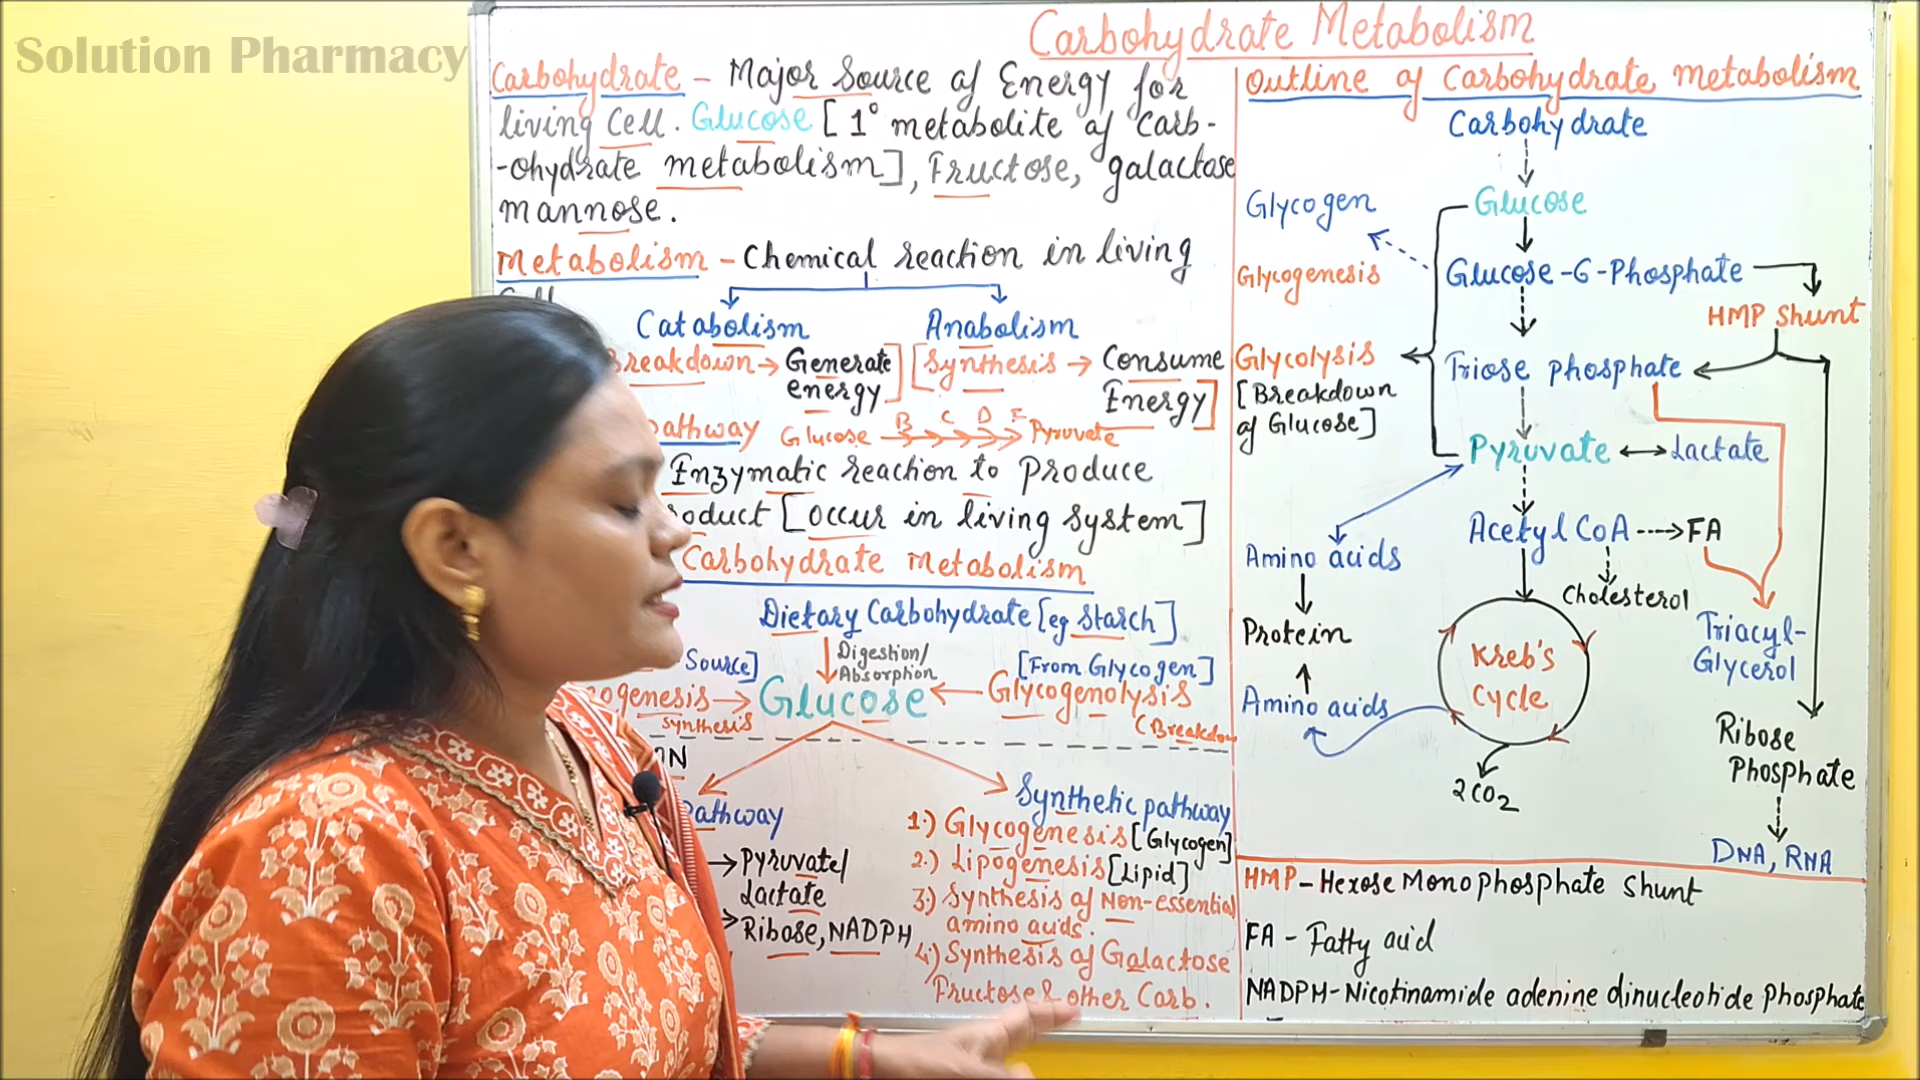 Solution Pharmacy
Carbohydrate Metabolism
Carbohydrate - Major Source of Energy for
living Cell. Glucose [1° metabolite of Carb-
-ohydrate metabolism], Fructose, galactose
mannose.
Metabolism - Chemical reaction in living
Catabolism Anabolism
Breakdown → Generate energy] [Synthesis → Consume Energy]
Pathway Glucose B C D E Pyruvate
Enzymatic reaction to Produce
oduct [occur in living system]
Carbohydrate Metabolism
Dietary Carbohydrate [eg Starch]
Digestion/
Absorption
Source] [From Glycogen]
ogenesis → Glucose ← Glycogenolysis
synthesis (Breakdow
ON
Pathway
→ Pyruvate/
Lactate
→ Ribose, NADPH
Synthetic pathway
1.) Glycogenesis [Glycogen]
2.) Lipogenesis [Lipid]
3.) Synthesis of Non-essential
amino acids.
4.) Synthesis of Galactose
Fructose & other Carb.
Outline of Carbohydrate metabolism
Carbohydrate
Glycogen Glucose
Glycogenesis Glucose-6-Phosphate
HMP Shunt
Glycolysis Triose phosphate
[Breakdown
of Glucose]
Pyruvate ↔ Lactate
Amino acids Acetyl CoA → FA
Cholesterol
Protein Triacyl-
Glycerol
Kreb's
Cycle
Amino acids
Ribose
Phosphate
2CO2
DNA, RNA
HMP - Hexose Monophosphate Shunt
FA - Fatty acid
NADPH - Nicotinamide adenine dinucleotide Phosphate